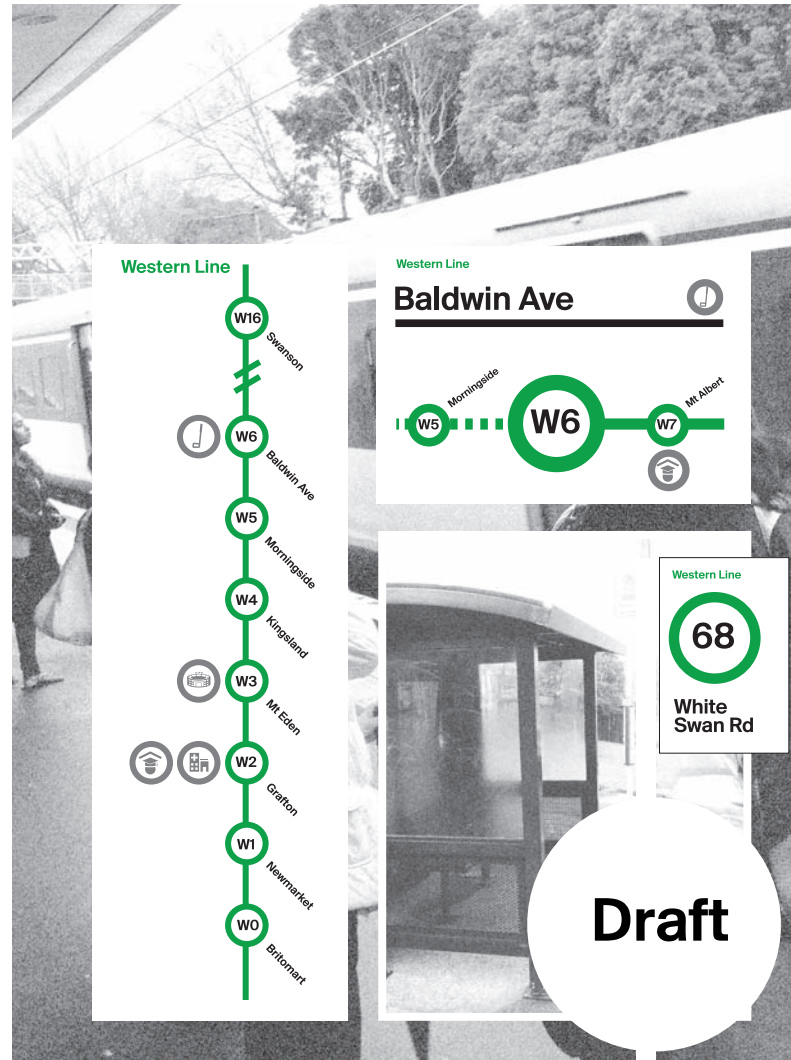 Western Line
W16
Swanson
W6
Baldwin Ave
W5
Morningside
W4
Kingsland
W3
Mt Eden
W2
Grafton
W1
Newmarket
W0
Britomart
Western Line
Baldwin Ave
W5
Morningside
W6
W7
Mt Albert
Western Line
68
White
Swan Rd
Draft